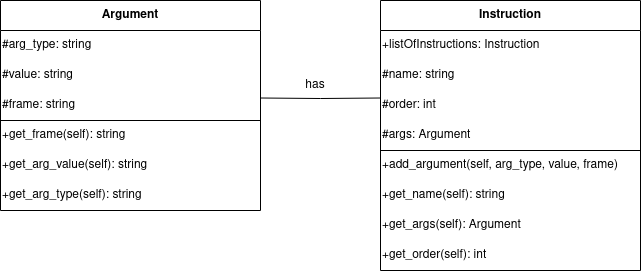 Argument
#arg_type: string
#value: string
#frame: string
+get_frame(self): string
+get_arg_value(self): string
+get_arg_type(self): string
has
Instruction
+listOfInstructions: Instruction
#name: string
#order: int
#args: Argument
+add_argument(self, arg_type, value, frame)
+get_name(self): string
+get_args(self): Argument
+get_order(self): int